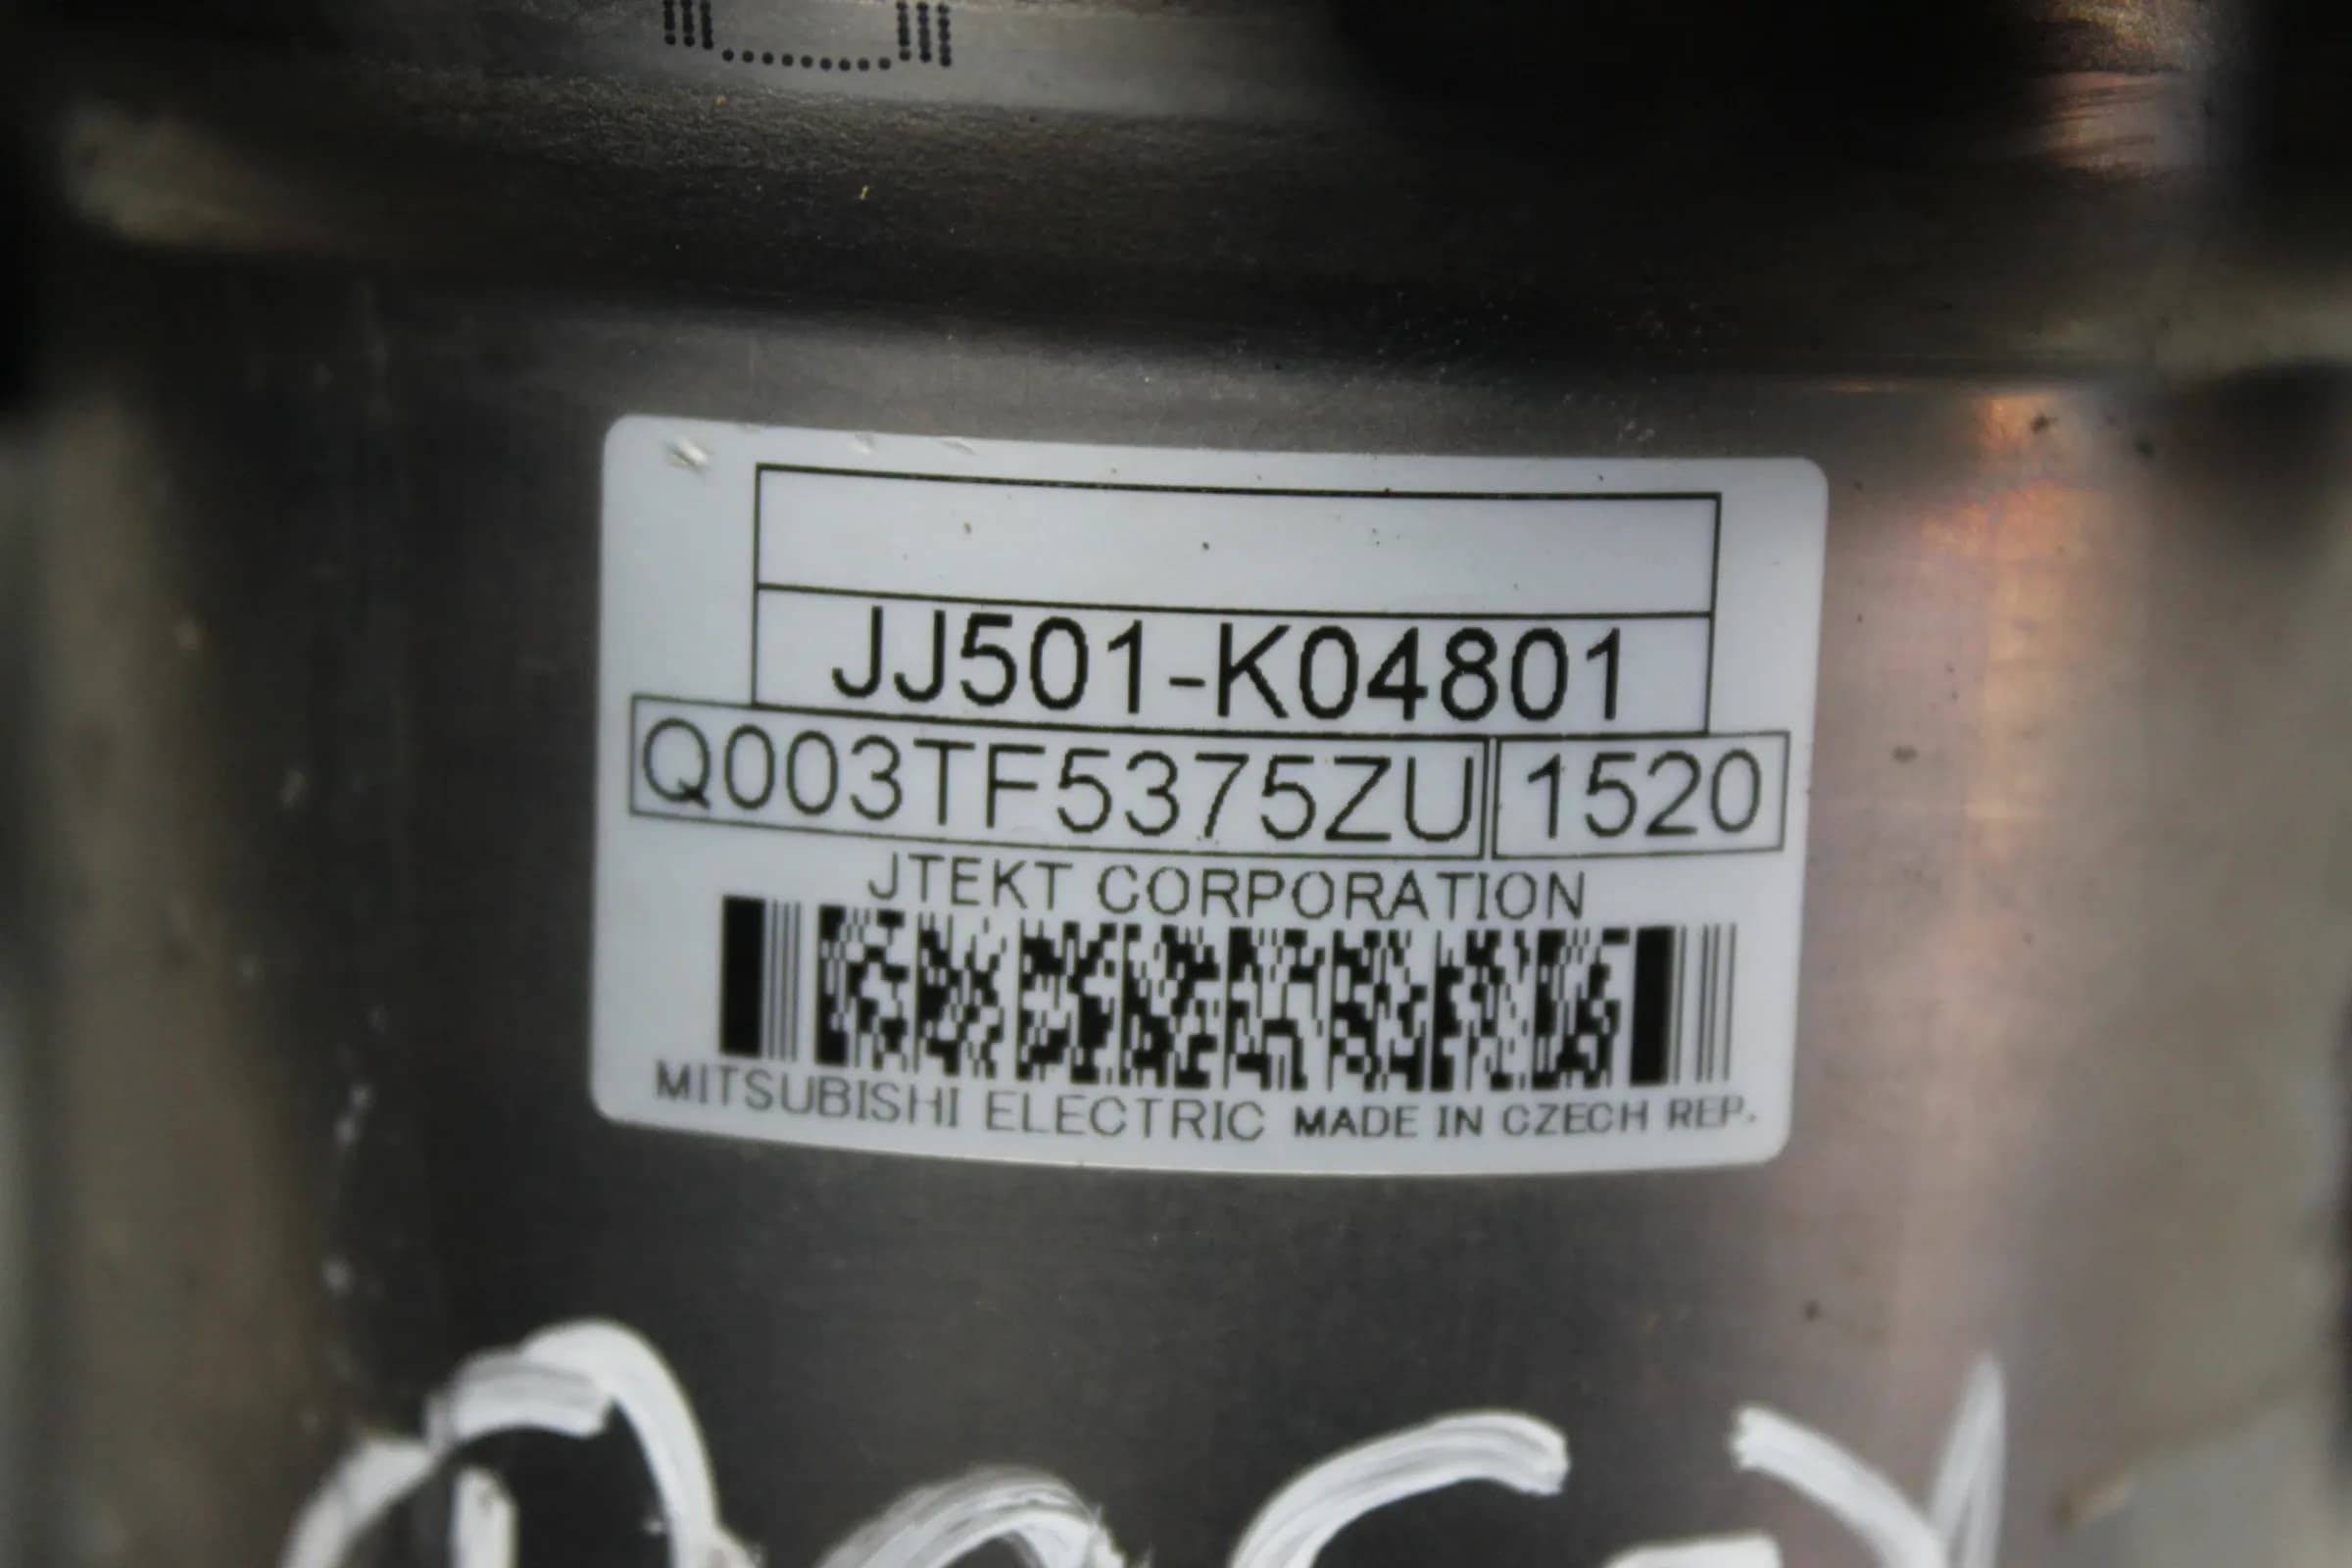 JJ501-K04801
Q003TF5375ZU 1520
JTEKT CORPORATION
MITSUBISHI ELECTRIC MADE IN CZECH REP.